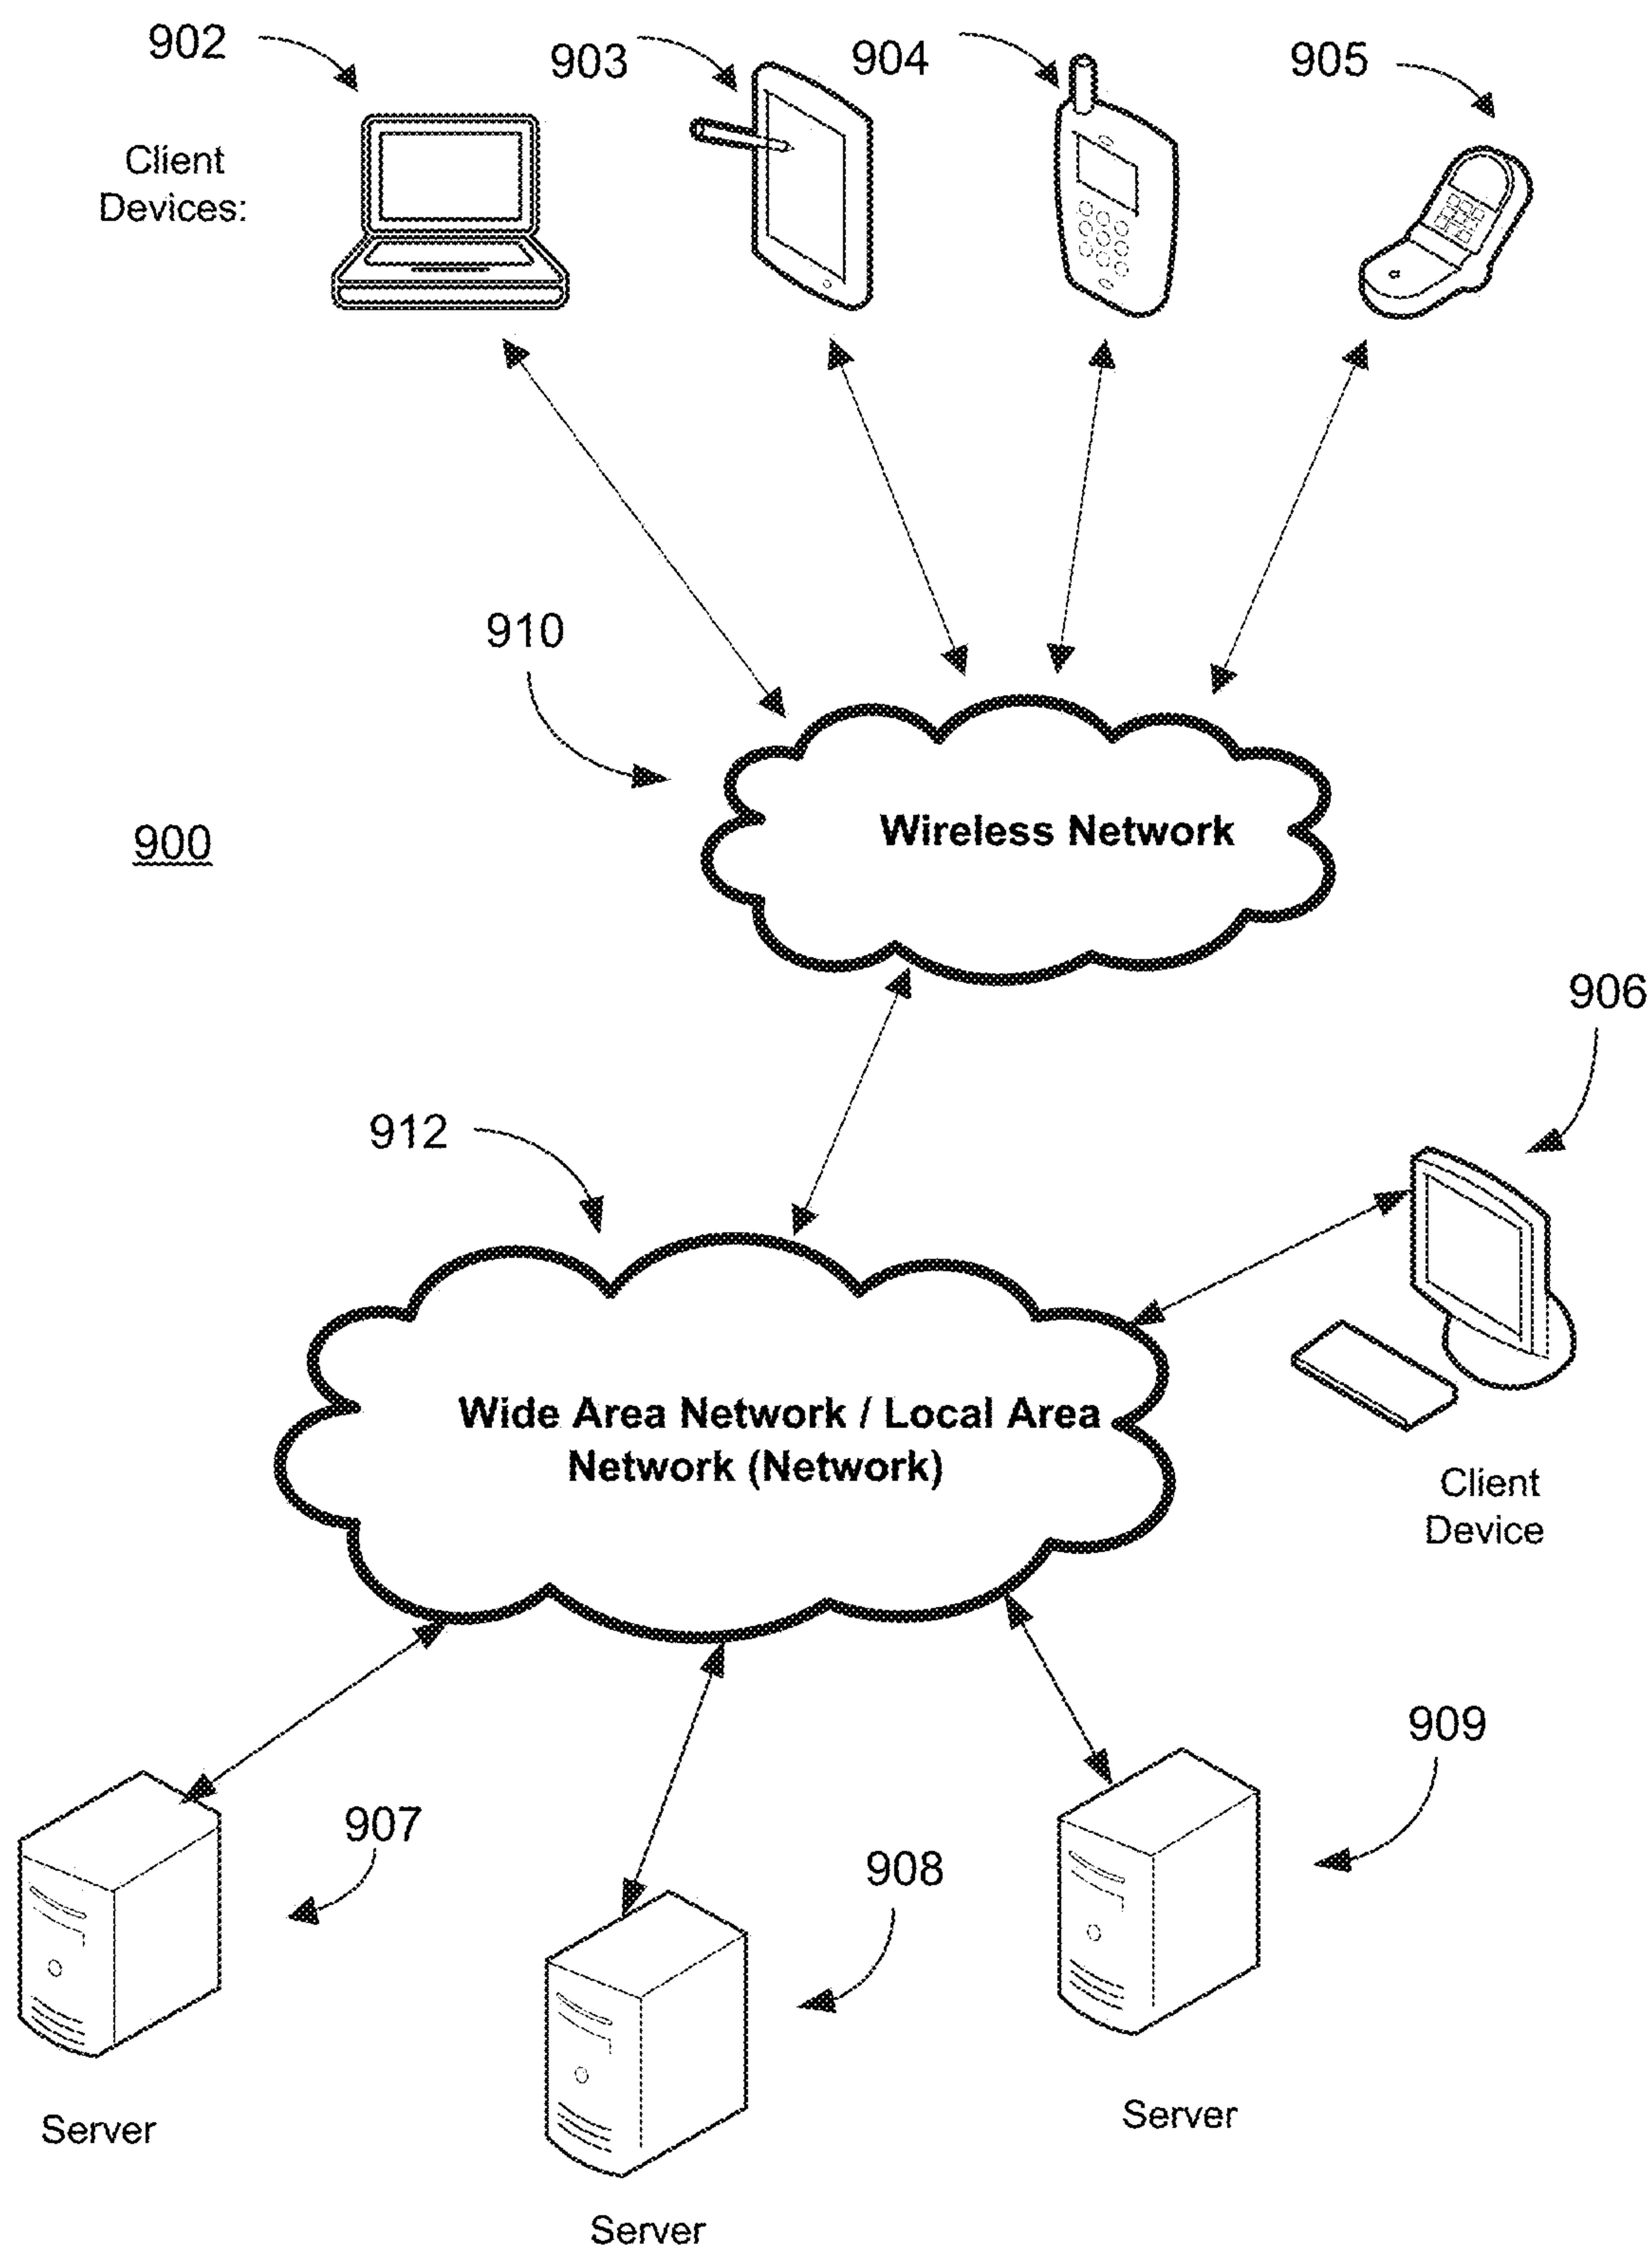 902
903
904
905
Client
Devices:
910
Wireless Network
900
906
912
Wide Area Network / Local Area
Network (Network)
Client
Device
909
907
908
Server
Server
Server